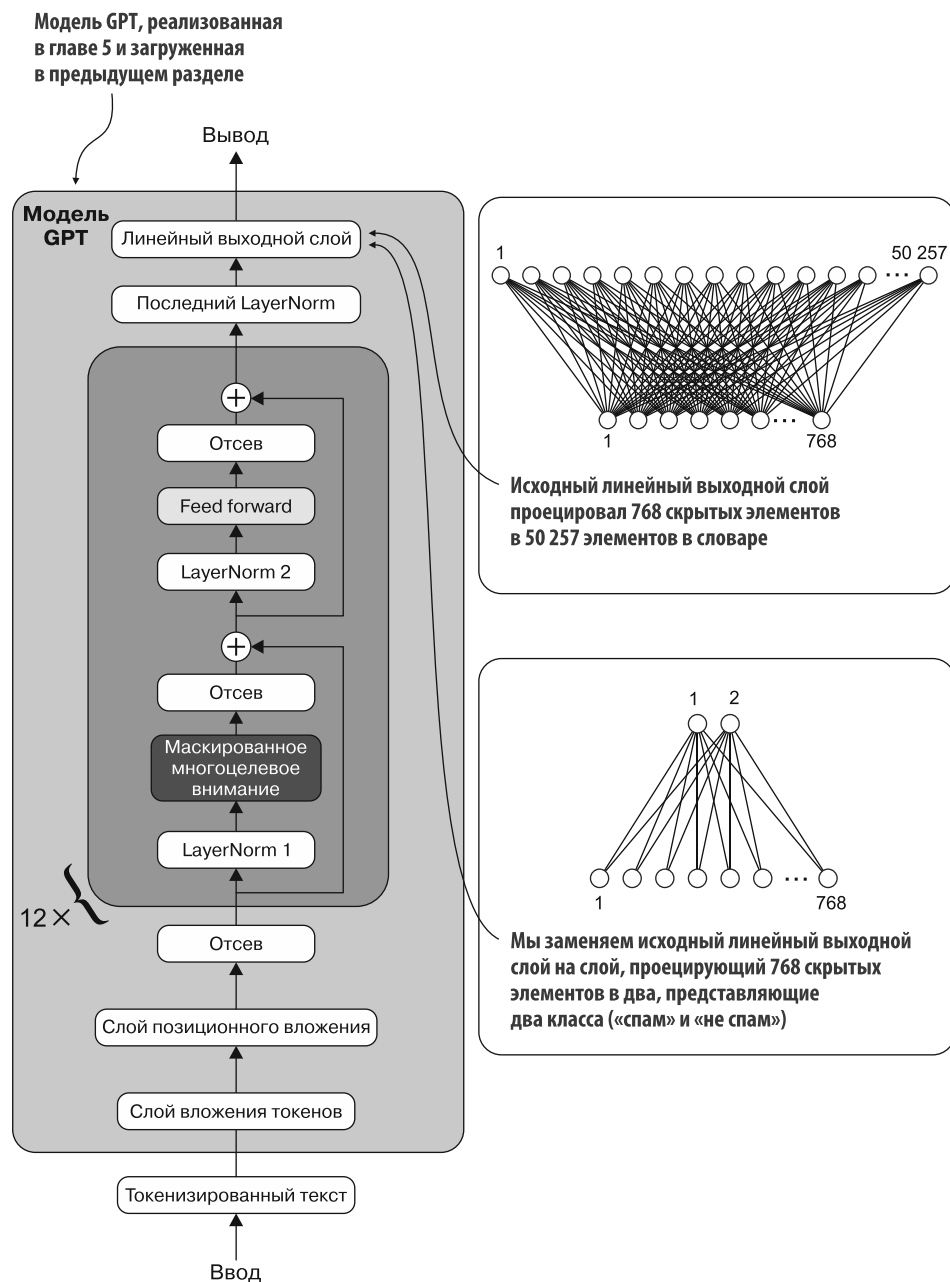 Модель GPT, реализованная
в главе 5 и загруженная
в предыдущем разделе
Вывод
Модель
GPT
Линейный выходной слой
Последний LayerNorm
+
Отсев
Feed forward
LayerNorm 2
+
Отсев
Маскированное
многоцелевое
внимание
LayerNorm 1
12 ×
{
Отсев
Слой позиционного вложения
Слой вложения токенов
Токенизированный текст
Ввод
1
50 257
...
...
1
768
Исходный линейный выходной слой
проецировал 768 скрытых элементов
в 50 257 элементов в словаре
1 2
...
1
768
Мы заменяем исходный линейный выходной
слой на слой, проецирующий 768 скрытых
элементов в два, представляющие
два класса («спам» и «не спам»)